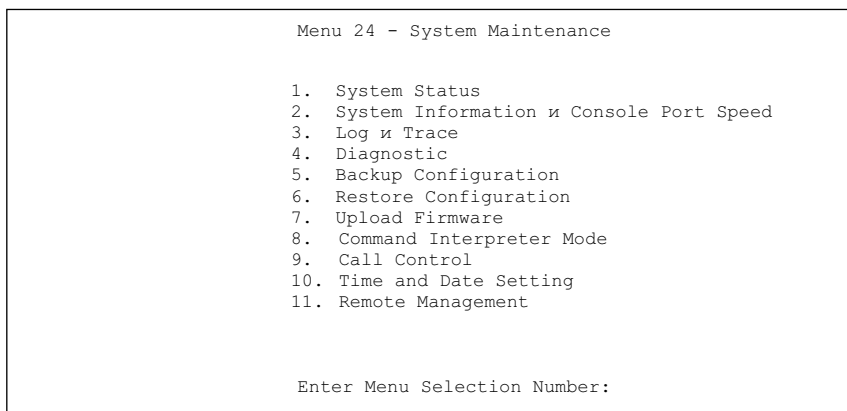 Menu 24 - System Maintenance
1. System Status
2. System Information и Console Port Speed
3. Log и Trace
4. Diagnostic
5. Backup Configuration
6. Restore Configuration
7. Upload Firmware
8. Command Interpreter Mode
9. Call Control
10. Time and Date Setting
11. Remote Management
Enter Menu Selection Number: